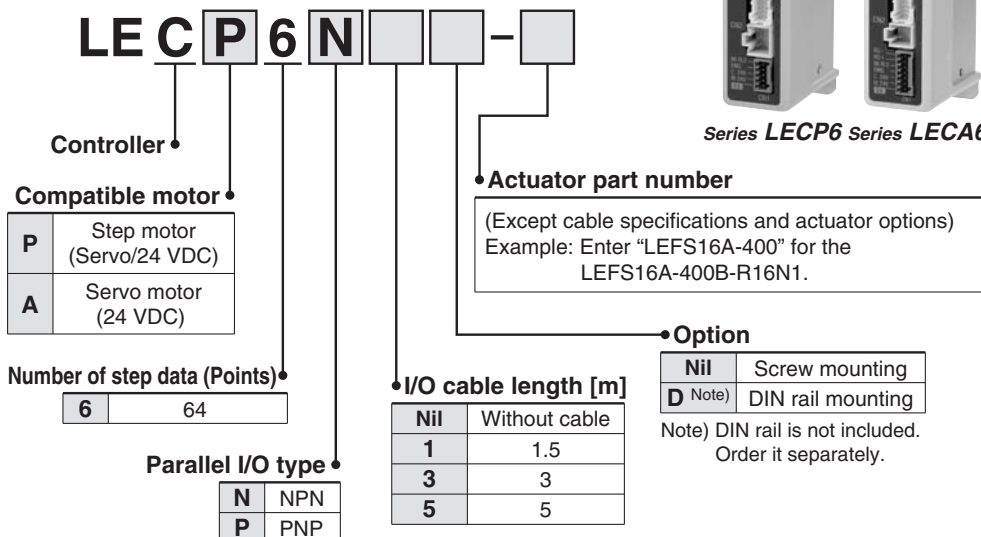 LE C P 6 N –
Series LECP6 Series LECA6
Controller
Compatible motor
P Step motor
(Servo/24 VDC)
A Servo motor
(24 VDC)
Number of step data (Points)
6 64
Parallel I/O type
N NPN
P PNP
I/O cable length [m]
Nil Without cable
1 1.5
3 3
5 5
Actuator part number
(Except cable specifications and actuator options)
Example: Enter “LEFS16A-400” for the
LEFS16A-400B-R16N1.
Option
Nil Screw mounting
D Note) DIN rail mounting
Note) DIN rail is not included.
Order it separately.